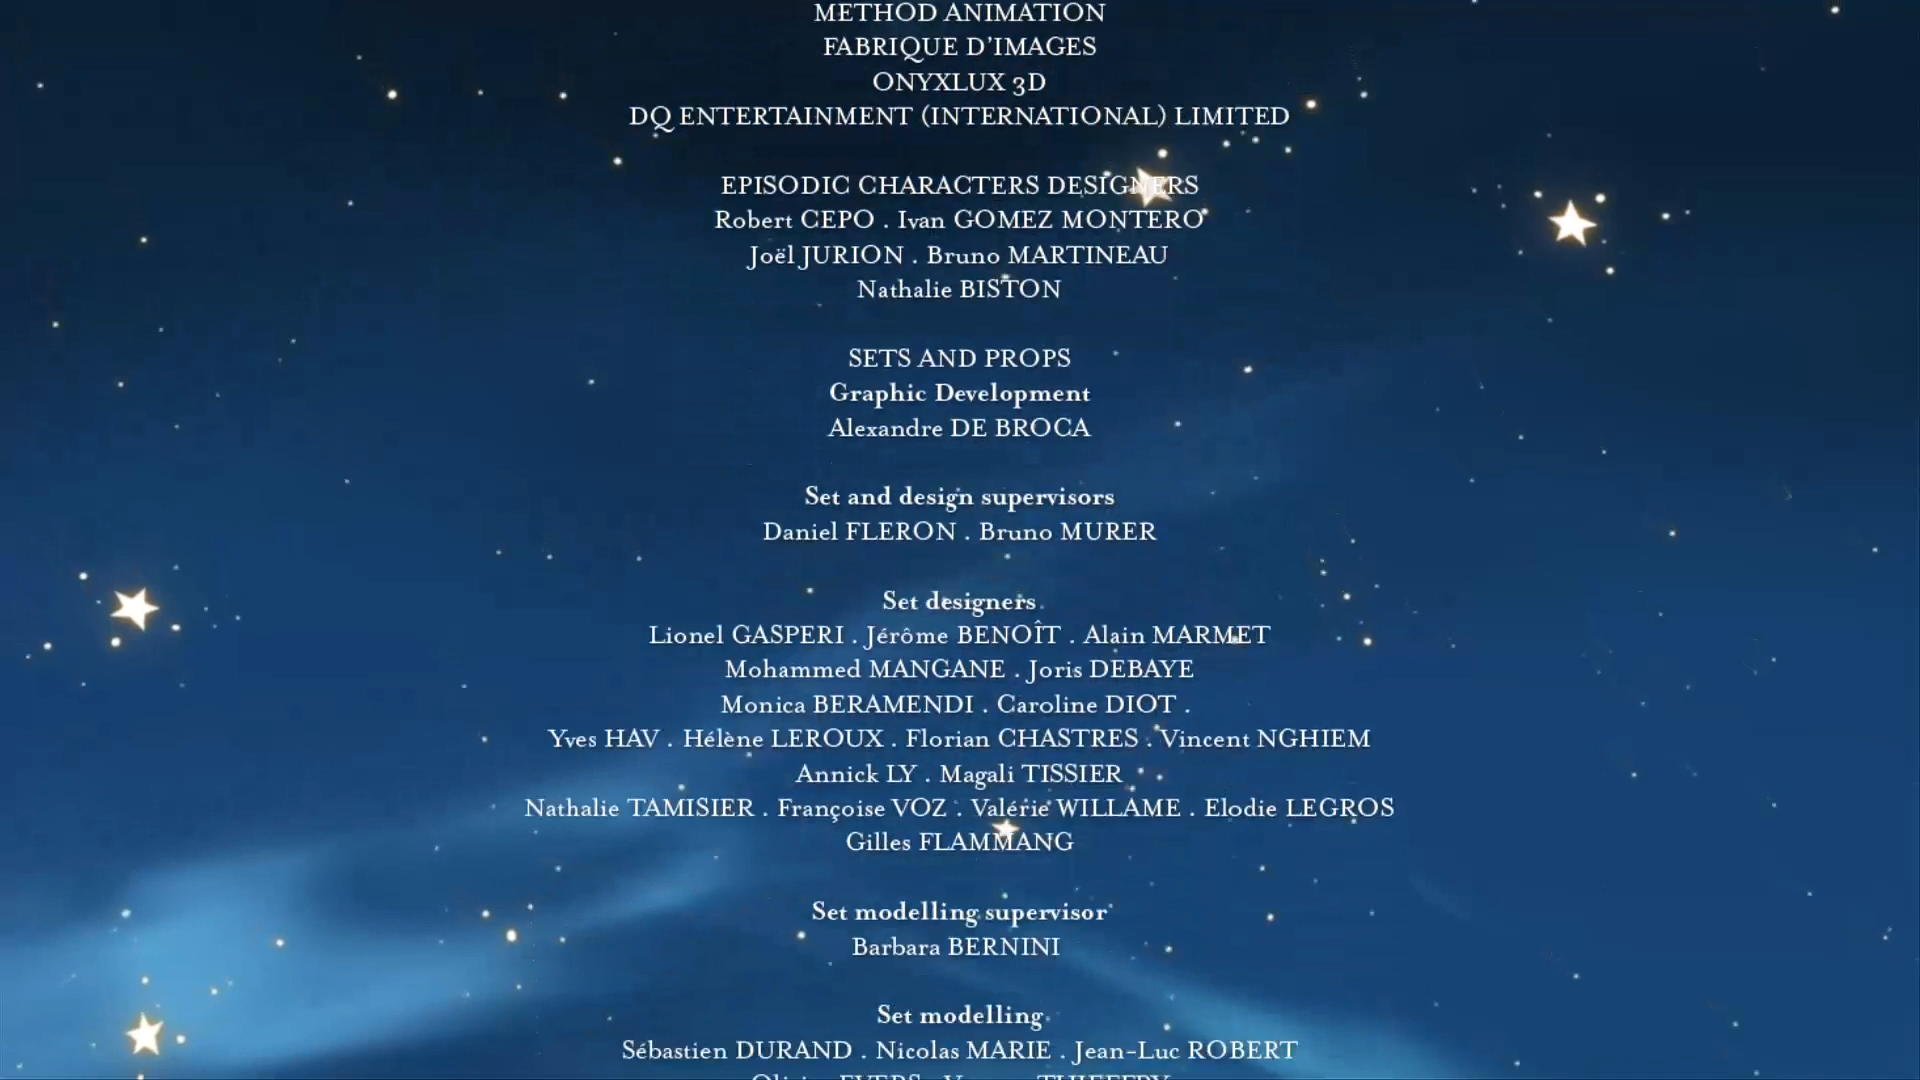 METHOD ANIMATION
FABRIQUE D'IMAGES
ONYXLUX 3D
DQ ENTERTAINMENT (INTERNATIONAL) LIMITED
EPISODIC CHARACTERS DESIGNERS
Robert CEPO . Ivan GOMEZ MONTERO
Joël JURION . Bruno MARTINEAU
Nathalie BISTON
SETS AND PROPS
Graphic Development
Alexandre DE BROCA
Set and design supervisors
Daniel FLERON . Bruno MURER
Set designers
Lionel GASPERI . Jérôme BENOÎT . Alain MARMET
Mohammed MANGANE . Joris DEBAYE
Monica BERAMENDI . Caroline DIOT .
Yves HAV . Hélène LEROUX . Florian CHASTRES . Vincent NGHIEM
Annick LY . Magali TISSIER
Nathalie TAMISIER . Françoise VOZ . Valérie WILLAME . Elodie LEGROS
Gilles FLAMMANG
Set modelling supervisor
Barbara BERNINI
Set modelling
Sébastien DURAND . Nicolas MARIE . Jean-Luc ROBERT